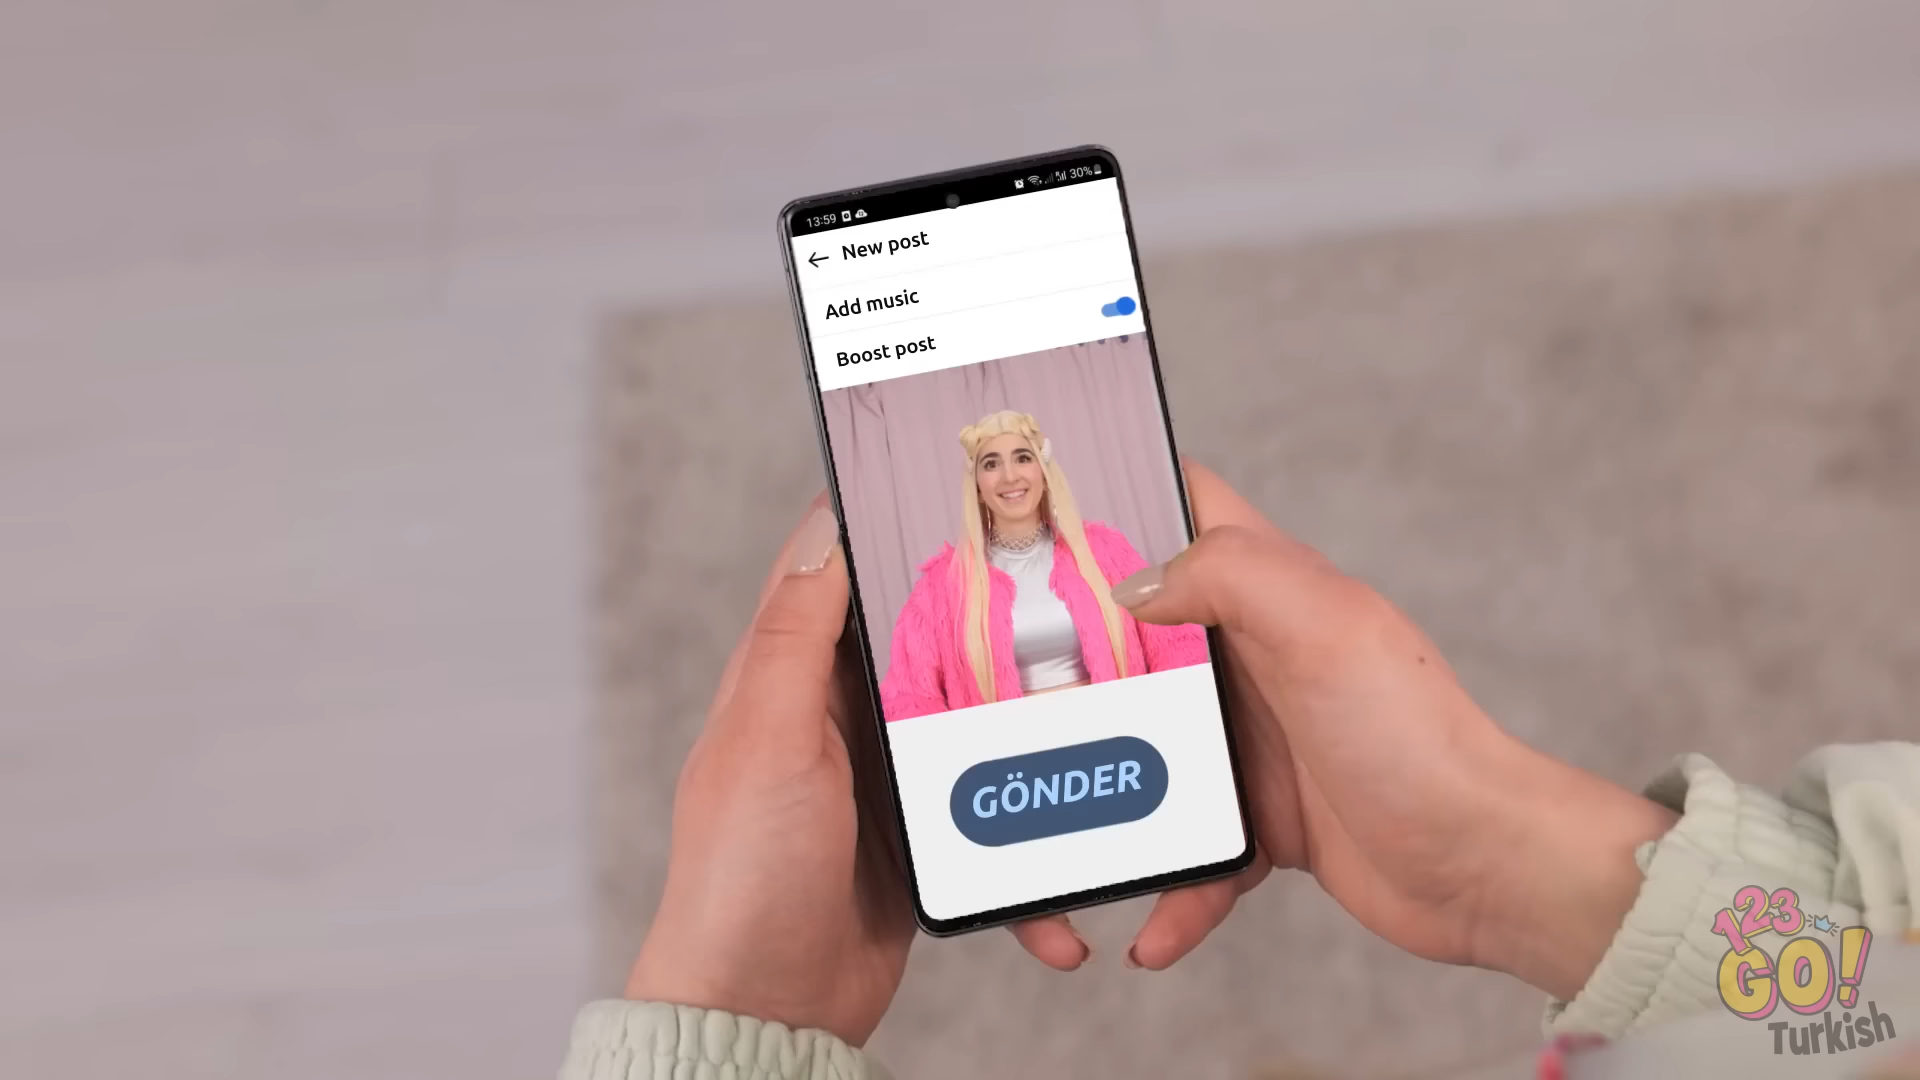 13:59
30%
New post
Add music
Boost post
GÖNDER
123
GO!
Turkish